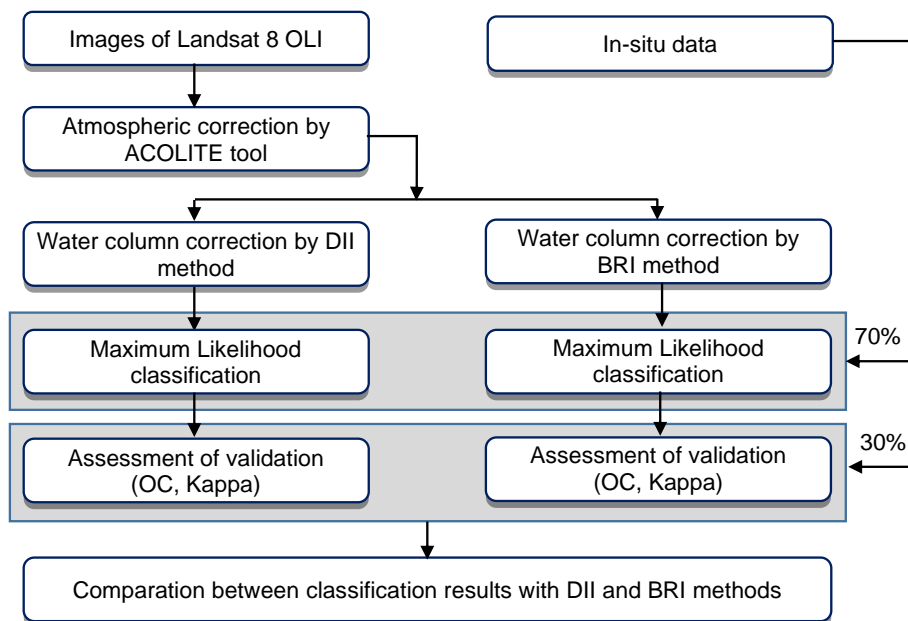 Images of Landsat 8 OLI
In-situ data
Atmospheric correction by
ACOLITE tool
Water column correction by DII
method
Water column correction by
BRI method
Maximum Likelihood
classification
Maximum Likelihood
classification
70%
Assessment of validation
(OC, Kappa)
Assessment of validation
(OC, Kappa)
30%
Comparation between classification results with DII and BRI methods